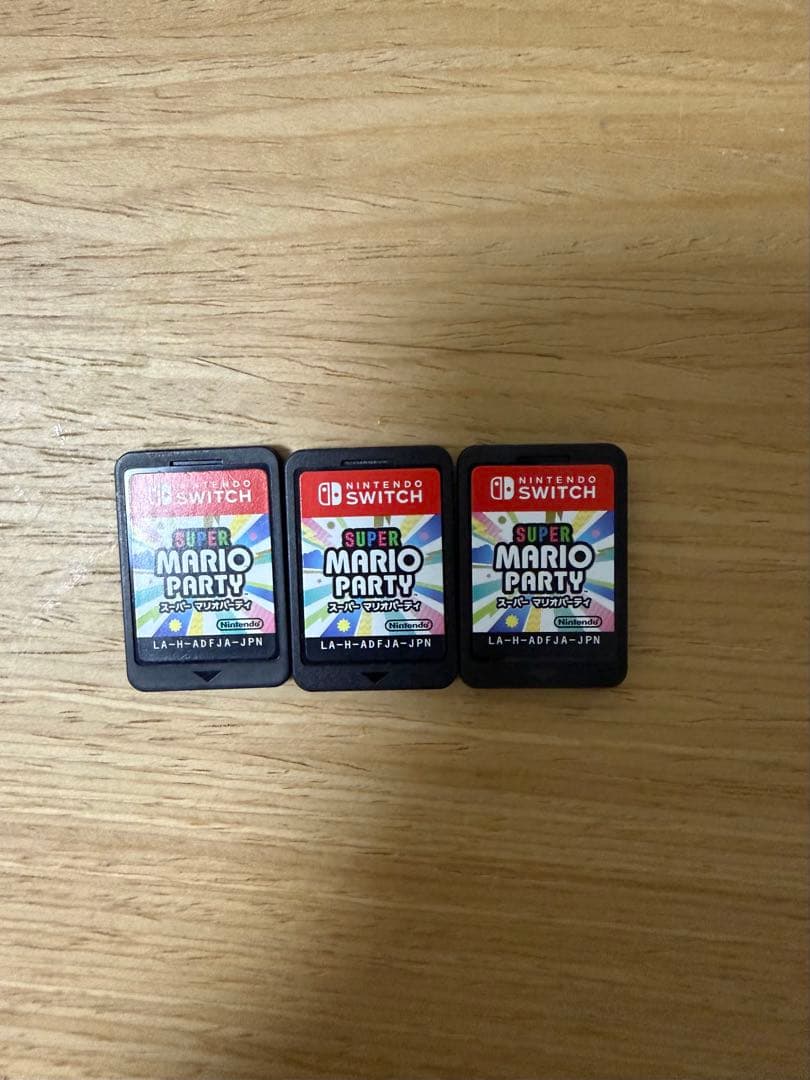 NINTENDO
SWITCH
SUPER
MARIO
PARTY™
スーパー マリオパーティ
Nintendo
LA-H-ADFJA-JPN
NINTENDO
SWITCH
SUPER
MARIO
PARTY™
スーパー マリオパーティ
Nintendo
LA-H-ADFJA-JPN
NINTENDO
SWITCH
SUPER
MARIO
PARTY™
スーパー マリオパーティ
Nintendo
LA-H-ADFJA-JPN